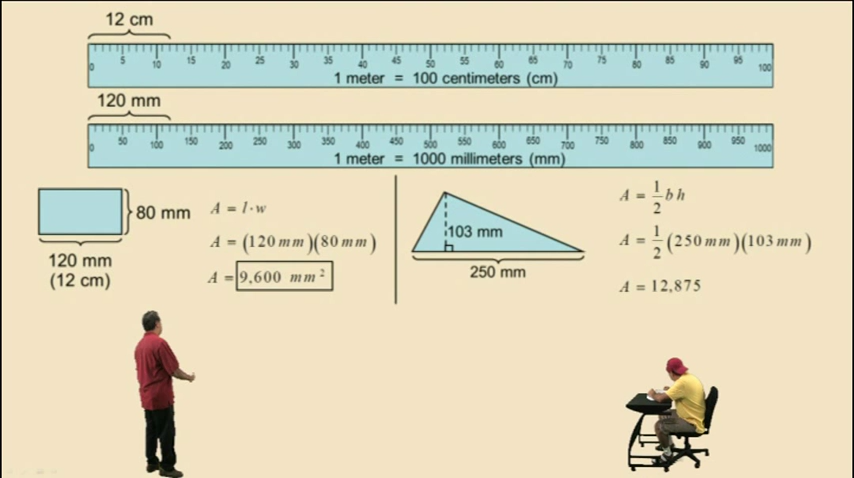 12 cm
0 5 10 15 20 25 30 35 40 45 50 55 60 65 70 75 80 85 90 95 100
1 meter = 100 centimeters (cm)
120 mm
0 50 100 150 200 250 300 350 400 450 500 550 600 650 700 750 800 850 900 950 1000
1 meter = 1000 millimeters (mm)
80 mm
120 mm
(12 cm)
A = l·w
A = (120 mm)(80 mm)
A = 9,600 mm²
103 mm
250 mm
A = 1/2 b h
A = 1/2 (250 mm)(103 mm)
A = 12,875